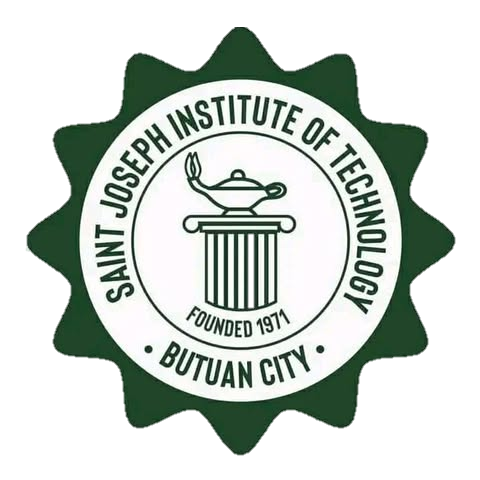 SAINT JOSEPH INSTITUTE OF TECHNOLOGY
FOUNDED 1971
• BUTUAN CITY •